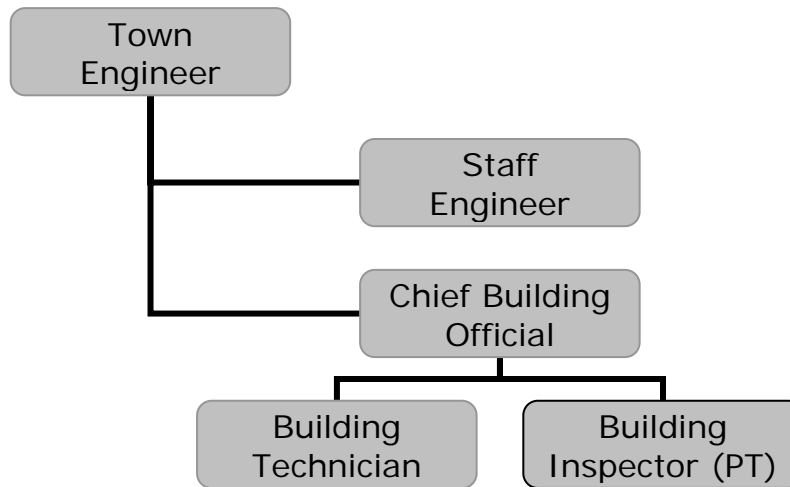 Town
Engineer
Staff
Engineer
Chief Building
Official
Building
Technician
Building
Inspector (PT)